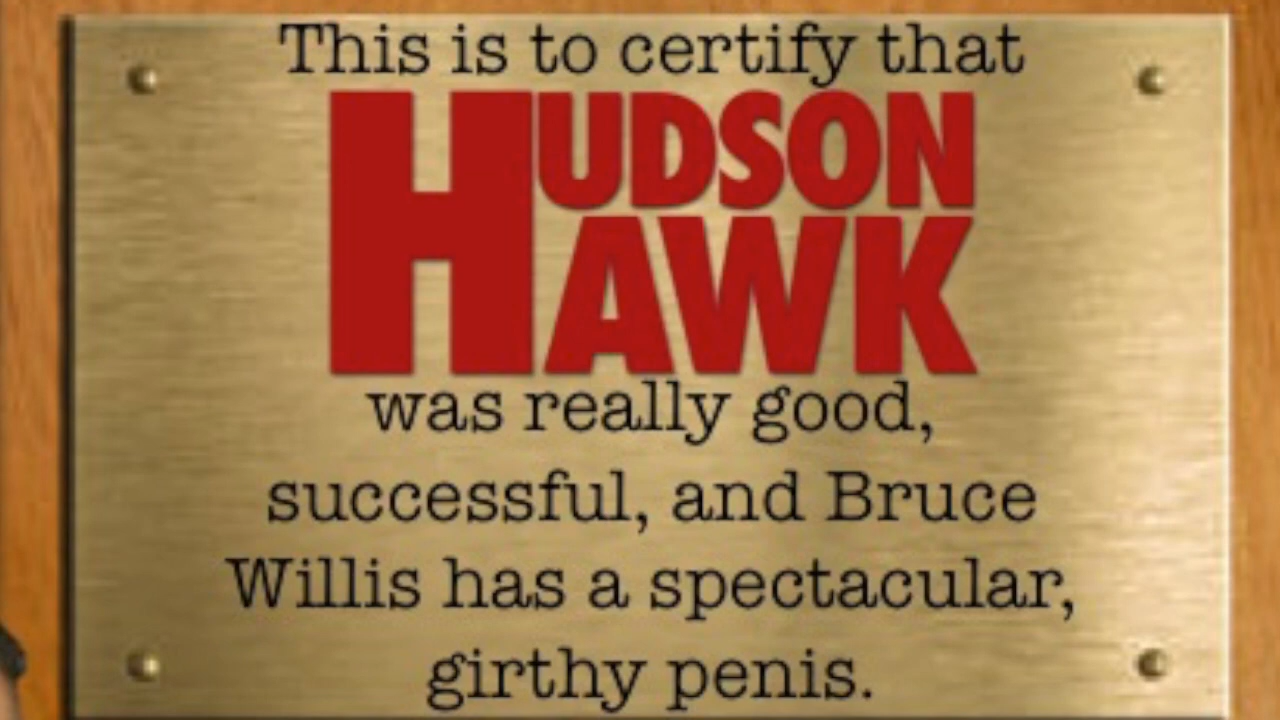 This is to certify that
HUDSON
HAWK
was really good,
successful, and Bruce
Willis has a spectacular,
girthy penis.